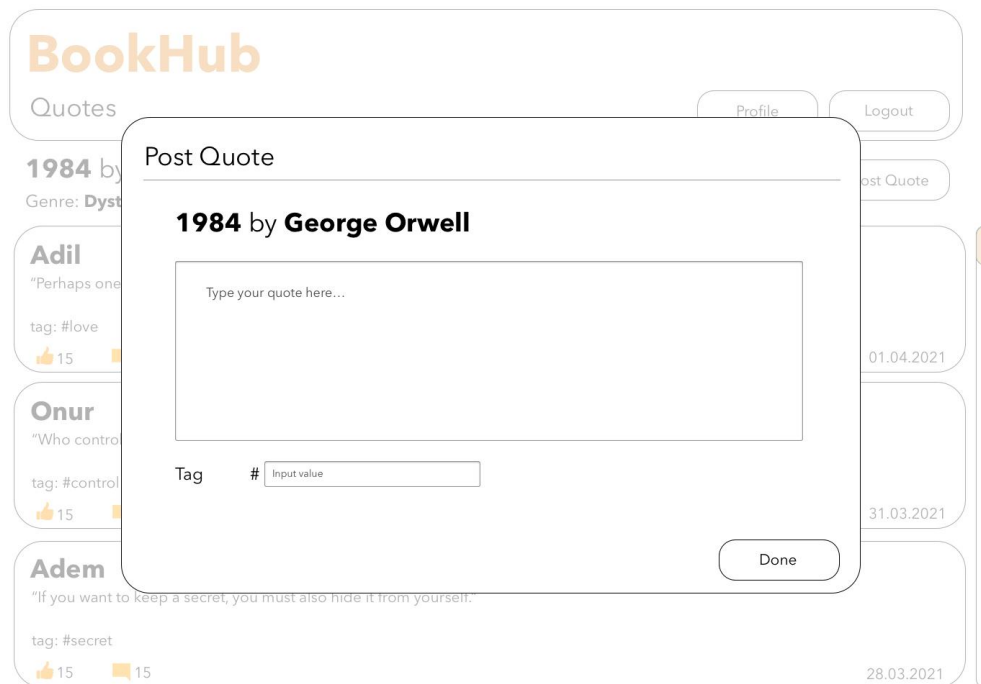 BookHub
Quotes
Profile
Logout
1984 by
Genre:
Post Quote
1984 by George Orwell
Type your quote here...
Tag # Input value
Done
ost Quote
Adil
“Perhaps one
tag: #love
15
01.04.2021
Onur
“Who control
tag: #control
15
31.03.2021
Adem
“If you want to keep a secret, you must also hide it from yourself.”
tag: #secret
15 15
28.03.2021